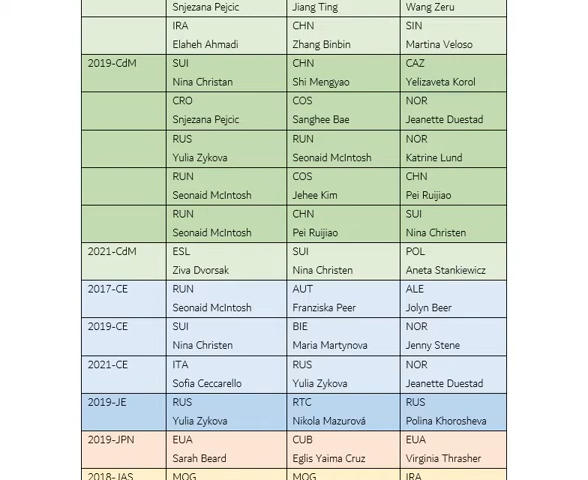 Snjezana Pejcic Jiang Ting Wang Zeru
IRA CHN SIN
Elaheh Ahmadi Zhang Binbin Martina Veloso
2019-CdM SUI CHN CAZ
Nina Christan Shi Mengyao Yelizaveta Korol
CRO COS NOR
Snjezana Pejcic Sanghee Bae Jeanette Duestad
RUS RUN NOR
Yulia Zykova Seonaid McIntosh Katrine Lund
RUN COS CHN
Seonaid McIntosh Jehee Kim Pei Ruijiao
RUN CHN SUI
Seonaid McIntosh Pei Ruijiao Nina Christen
2021-CdM ESL SUI POL
Ziva Dvorsak Nina Christen Aneta Stankiewicz
2017-CE RUN AUT ALE
Seonaid McIntosh Franziska Peer Jolyn Beer
2019-CE SUI BIE NOR
Nina Christen Maria Martynova Jenny Stene
2021-CE ITA RUS NOR
Sofia Ceccarello Yulia Zykova Jeanette Duestad
2019-JE RUS RTC RUS
Yulia Zykova Nikola Mazurová Polina Khorosheva
2019-JPN EUA CUB EUA
Sarah Beard Eglis Yaima Cruz Virginia Thrasher
2018-JAS MOG MOG IRA